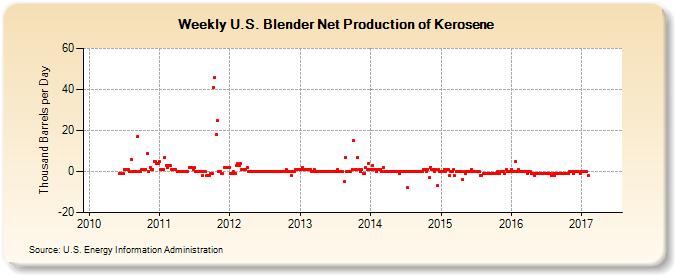 Weekly U.S. Blender Net Production of Kerosene
Thousand Barrels per Day
60
40
20
0
-20
2010 2011 2012 2013 2014 2015 2016 2017
Source: U.S. Energy Information Administration